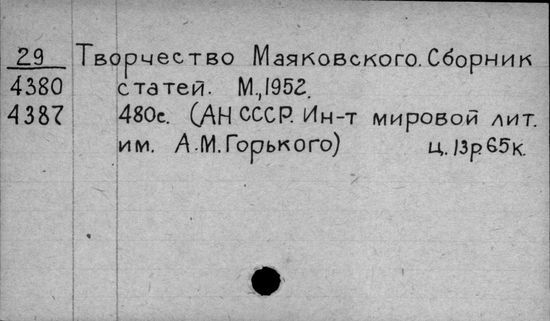 29 Творчество Маяковского. Сборник
4380 статей. М., 1952.
4387 480с. (АН СССР. Ин-т мировой лит.
им. А.М. Горького) ц. 13р.65к.